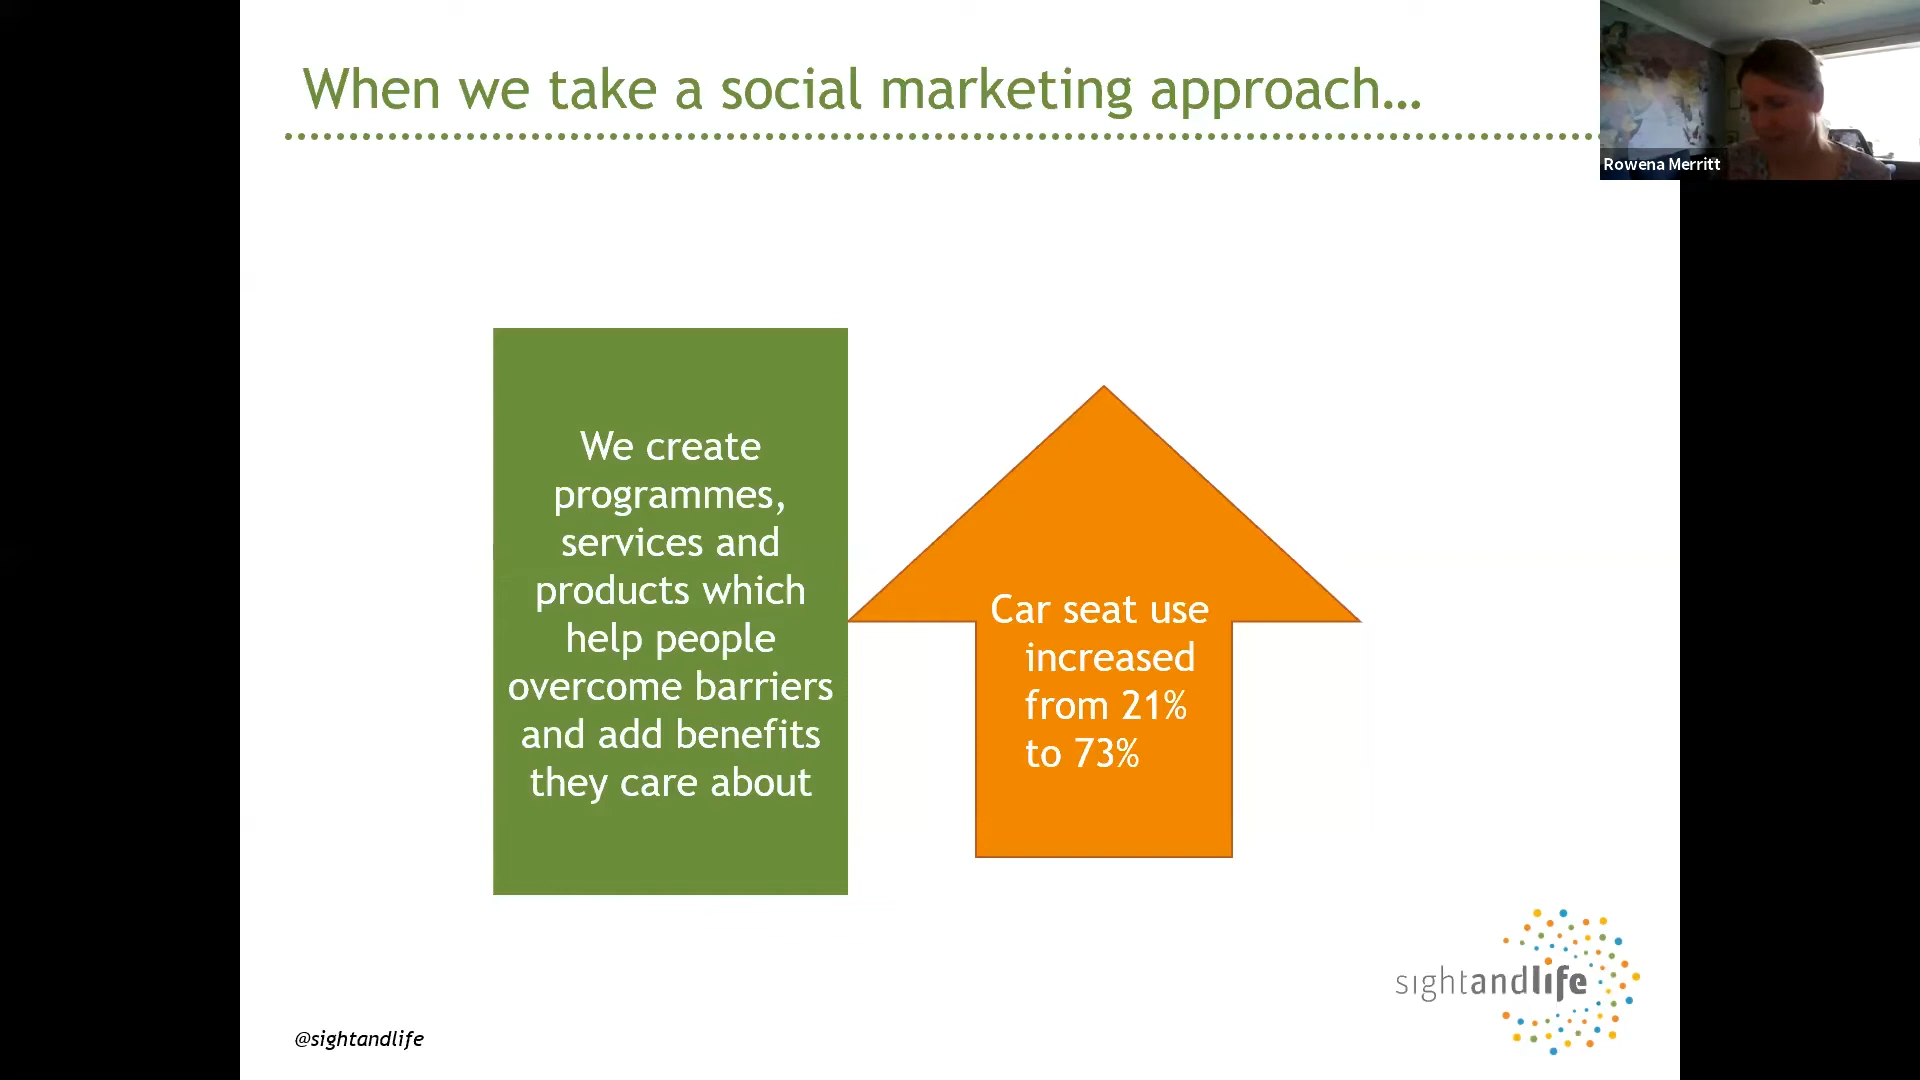 When we take a social marketing approach…
Rowena Merritt
We create
programmes,
services and
products which
help people
overcome barriers
and add benefits
they care about
Car seat use
increased
from 21%
to 73%
sightandlife
@sightandlife